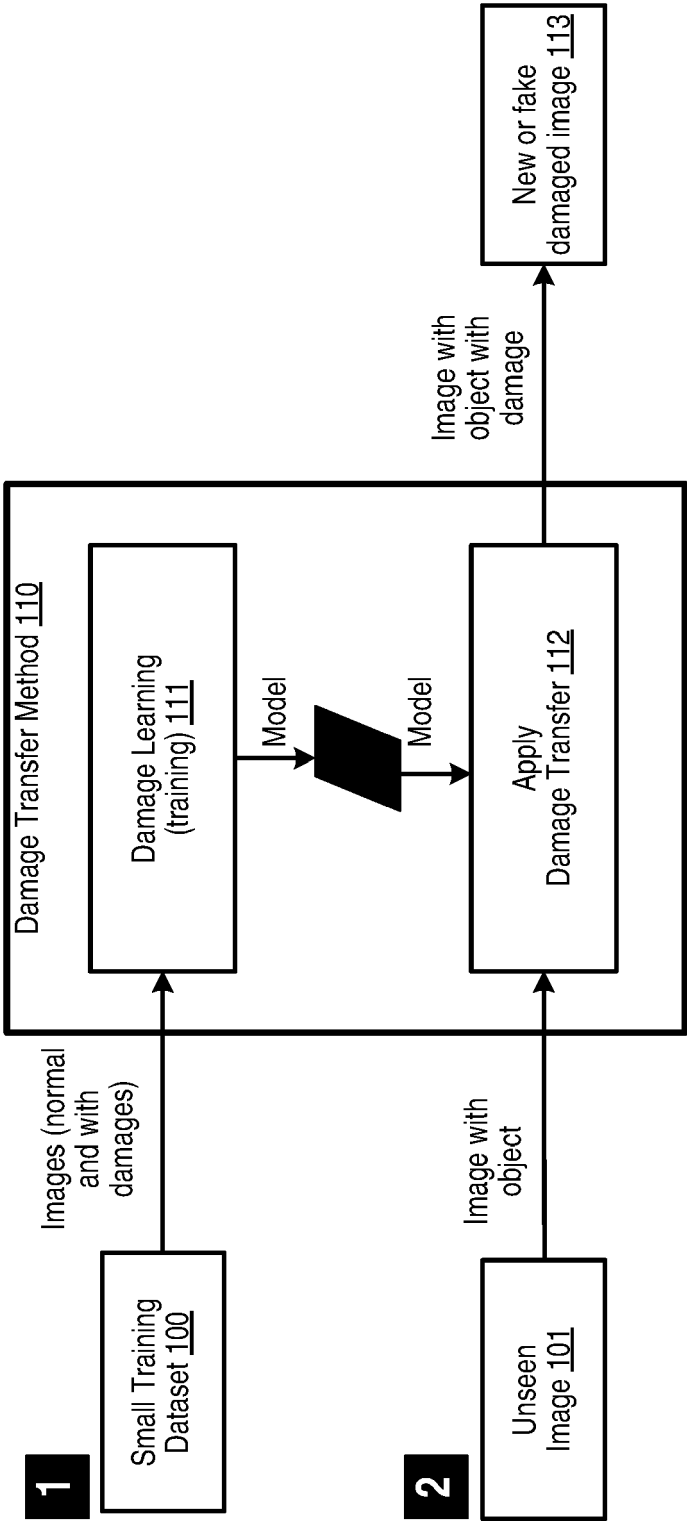 1
Small Training
Dataset 100
Images (normal
and with
damages)
Damage Transfer Method 110
Damage Learning
(training) 111
Model
Model
2
Unseen
Image 101
Image with
object
Apply
Damage Transfer 112
Image with
object with
damage
New or fake
damaged image 113